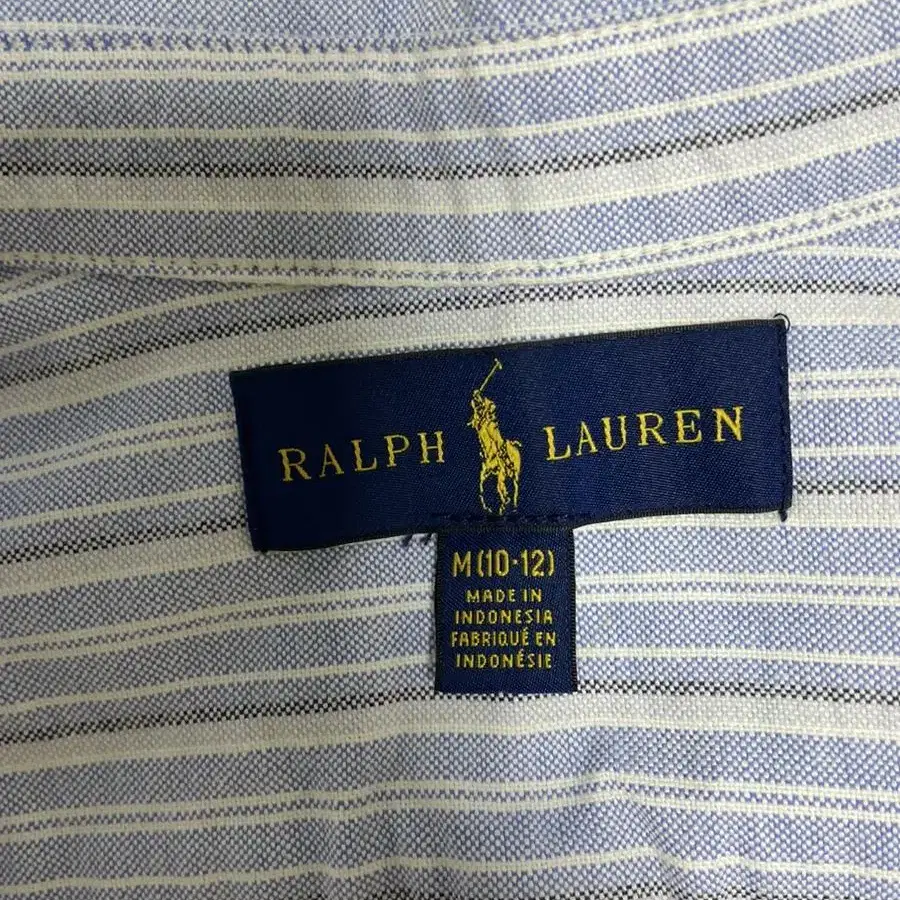 RALPH LAUREN
M(10-12)
MADE IN
INDONESIA
FABRIQUÉ EN
INDONÉSIE